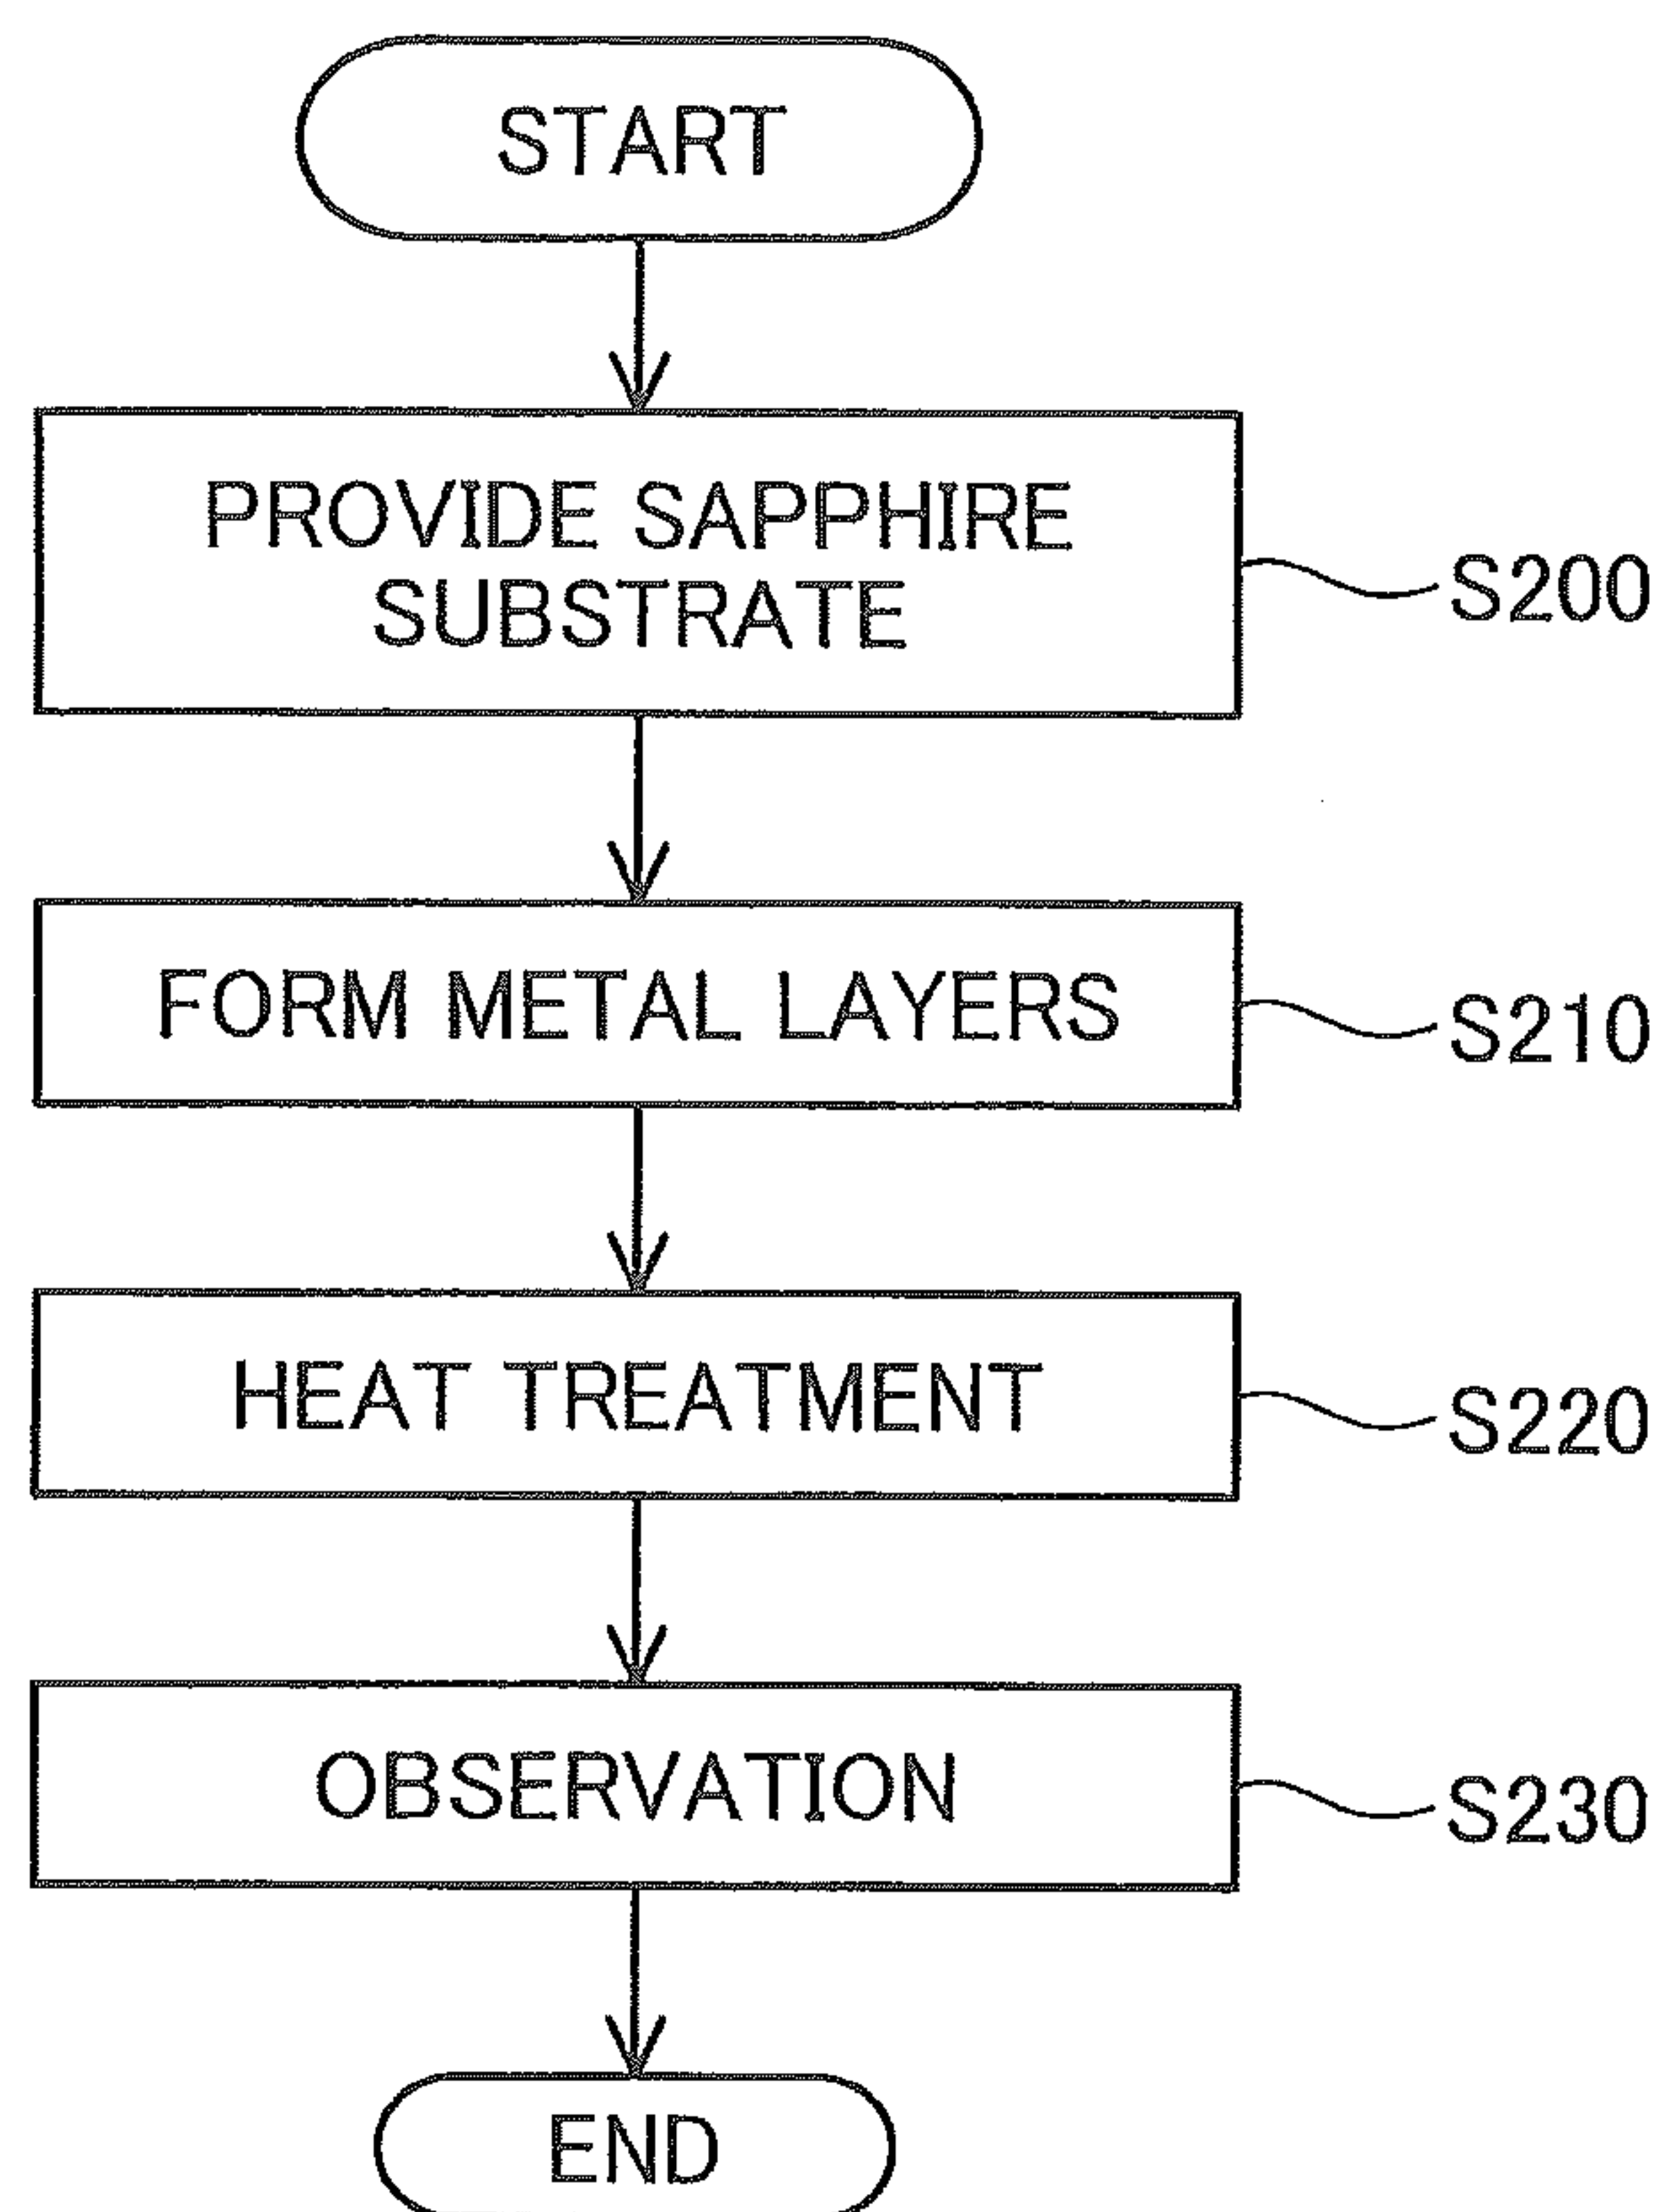 START
PROVIDE SAPPHIRE
SUBSTRATE
S200
FORM METAL LAYERS
S210
HEAT TREATMENT
S220
OBSERVATION
S230
END